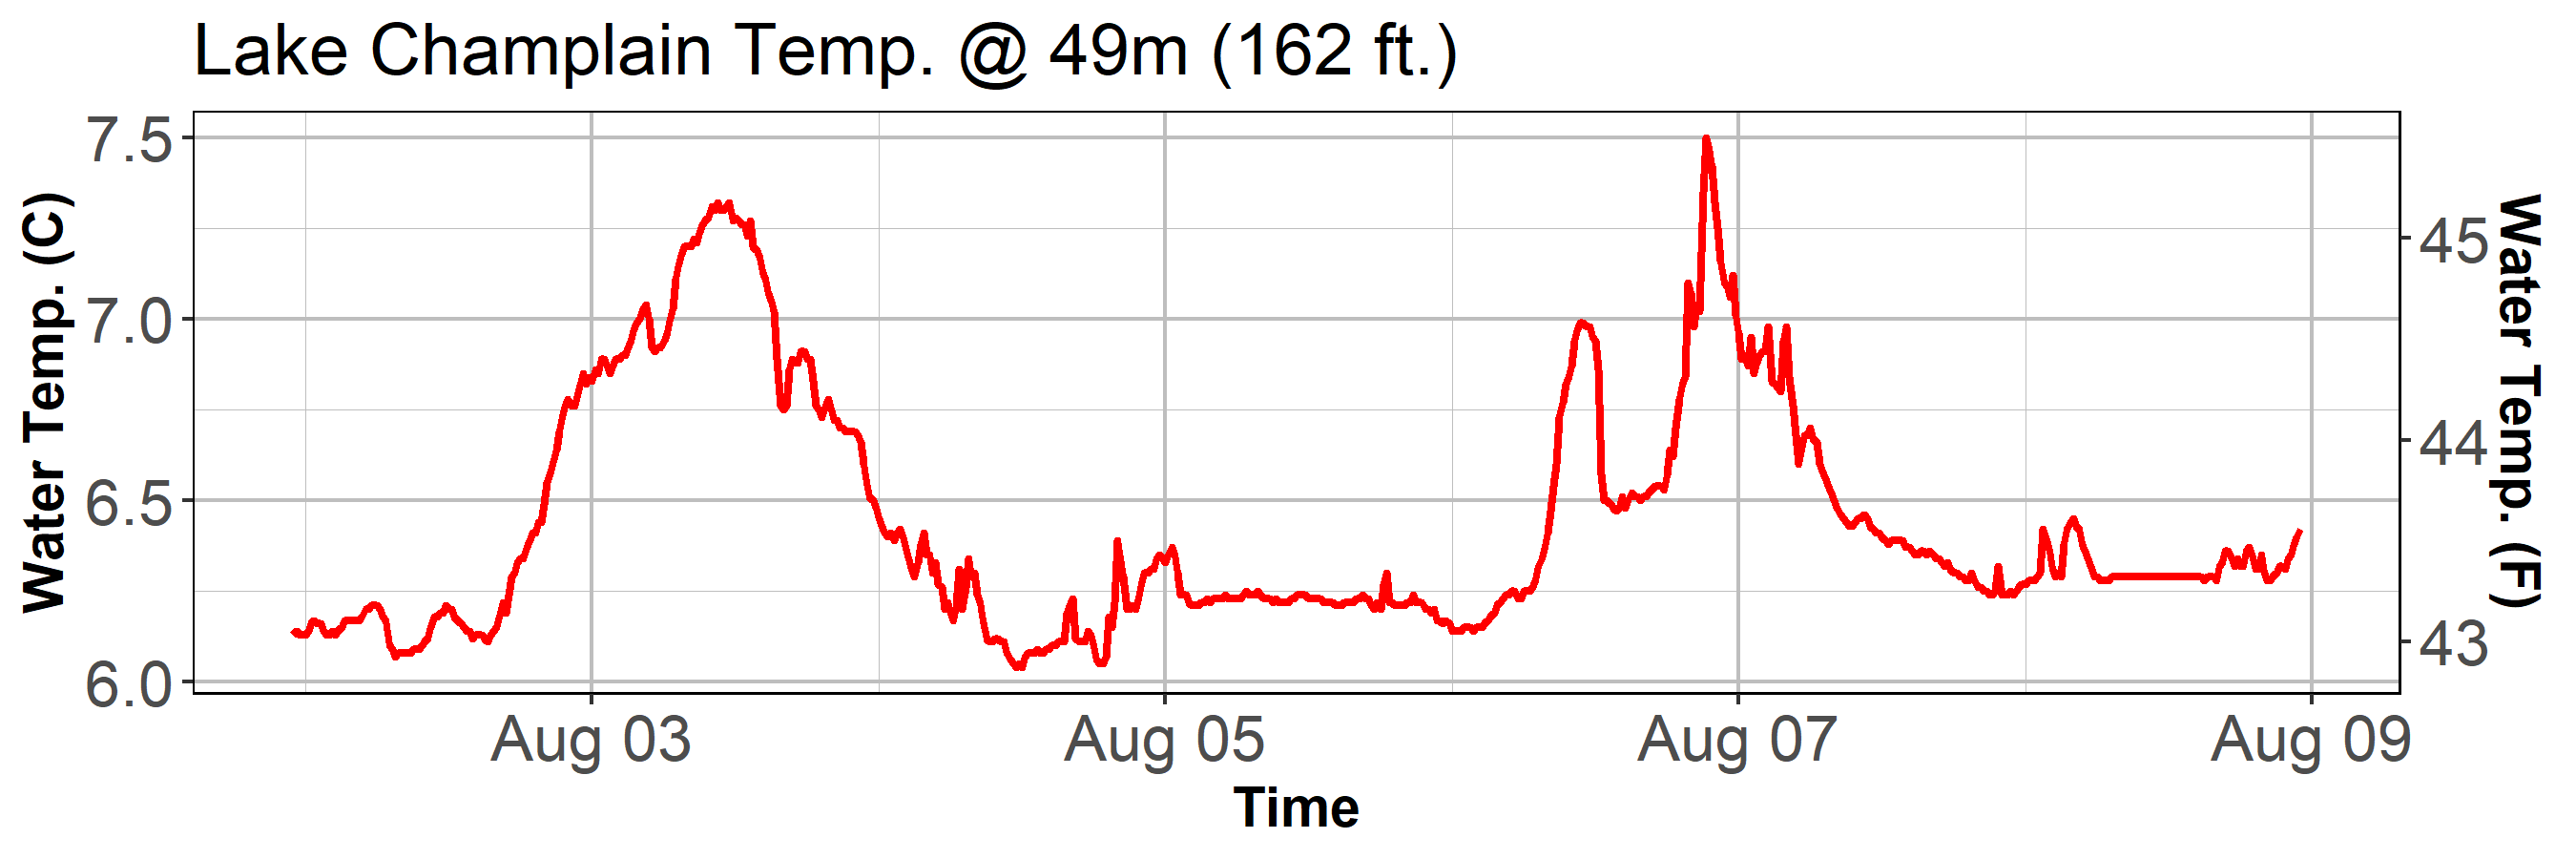 Lake Champlain Temp. @ 49m (162 ft.)
Water Temp. (C)
7.5
7.0
6.5
6.0
45
44
43
Water Temp. (F)
Aug 03 Aug 05 Aug 07 Aug 09
Time